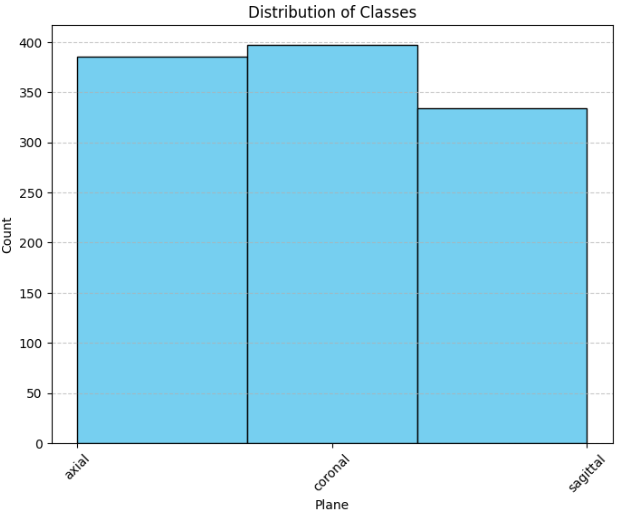 Distribution of Classes
400
350
300
250
200
150
100
50
0
Count
axial
coronal
sagittal
Plane